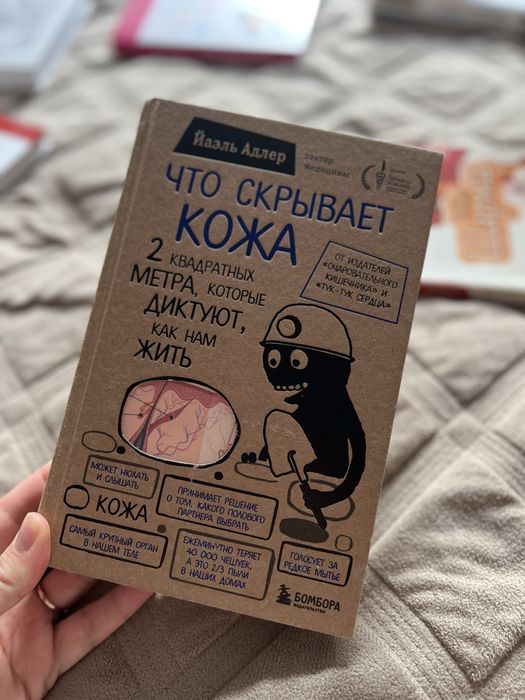 Йаэль Адлер
доктор
медицины
ЧТО СКРЫВАЕТ
КОЖА
2 КВАДРАТНЫХ
МЕТРА, КОТОРЫЕ
ДИКТУЮТ,
КАК НАМ
ЖИТЬ
ОТ ИЗДАТЕЛЕЙ
«ОЧАРОВАТЕЛЬНОГО
КИШЕЧНИКА» И
«ТУК-ТУК СЕРДЦА»
МОЖЕТ НЮХАТЬ
И СЛЫШАТЬ
ПРИНИМАЕТ РЕШЕНИЕ
О ТОМ, КАКОГО ПОЛОВОГО
ПАРТНЕРА ВЫБРАТЬ
КОЖА
САМЫЙ КРУПНЫЙ ОРГАН
В НАШЕМ ТЕЛЕ
ЕЖЕМИНУТНО ТЕРЯЕТ
40 000 ЧЕШУЕК,
А ЭТО 2/3 ПЫЛИ
В НАШИХ ДОМАХ
ГОЛОСУЕТ ЗА
РЕДКОЕ МЫТЬЕ
БОМБОРА
ИЗДАТЕЛЬСТВО